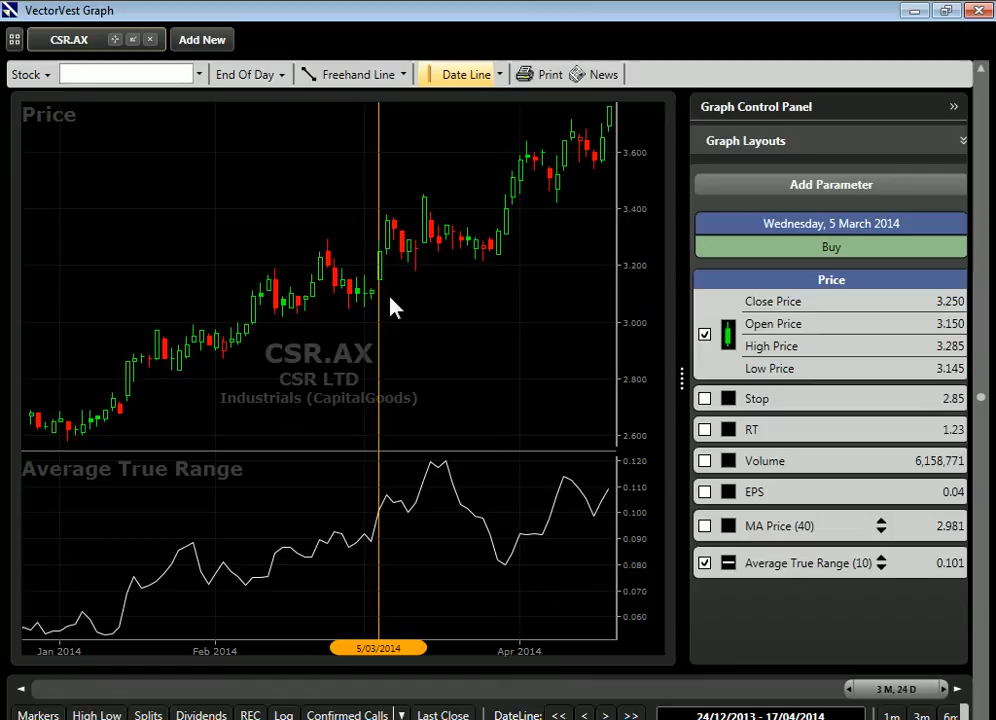 VectorVest Graph
CSR.AX
Add New
Stock
End Of Day
Freehand Line
Date Line
Print
News
Price
3.600
3.400
3.200
3.000
2.800
2.600
CSR.AX
CSR LTD
Industrials (CapitalGoods)
Average True Range
0.120
0.110
0.100
0.090
0.080
0.070
0.060
Jan 2014
Feb 2014
5/03/2014
Apr 2014
Graph Control Panel
Graph Layouts
Add Parameter
Wednesday, 5 March 2014
Buy
Price
Close Price 3.250
Open Price 3.150
High Price 3.285
Low Price 3.145
Stop 2.85
RT 1.23
Volume 6,158,771
EPS 0.04
MA Price (40) 2.981
Average True Range (10) 0.101
3 M, 24 D
Markers
High Low
Splits
Dividends
REC
Log
Confirmed Calls
Last Close
DateLine:
<<
<
>
>>
24/12/2013 - 17/04/2014
1m
3m